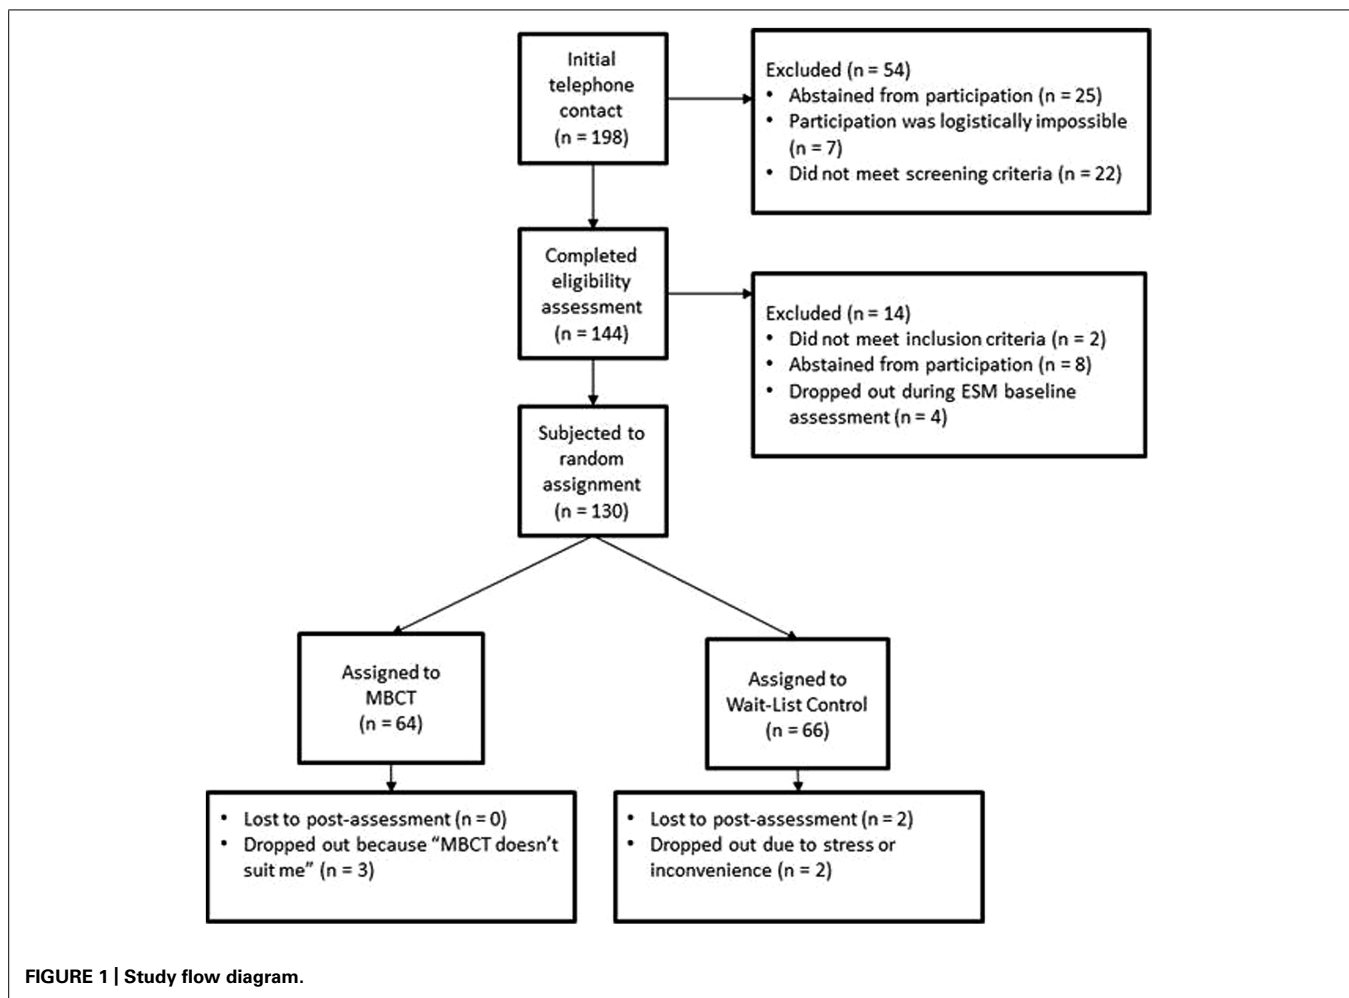 Initial
telephone
contact
(n = 198)
Excluded (n = 54)
• Abstained from participation (n = 25)
• Participation was logistically impossible
(n = 7)
• Did not meet screening criteria (n = 22)
Completed
eligibility
assessment
(n = 144)
Excluded (n = 14)
• Did not meet inclusion criteria (n = 2)
• Abstained from participation (n = 8)
• Dropped out during ESM baseline
assessment (n = 4)
Subjected to
random
assignment
(n = 130)
Assigned to
MBCT
(n = 64)
Assigned to
Wait-List Control
(n = 66)
• Lost to post-assessment (n = 0)
• Dropped out because “MBCT doesn’t
suit me” (n = 3)
• Lost to post-assessment (n = 2)
• Dropped out due to stress or
inconvenience (n = 2)
FIGURE 1 | Study flow diagram.